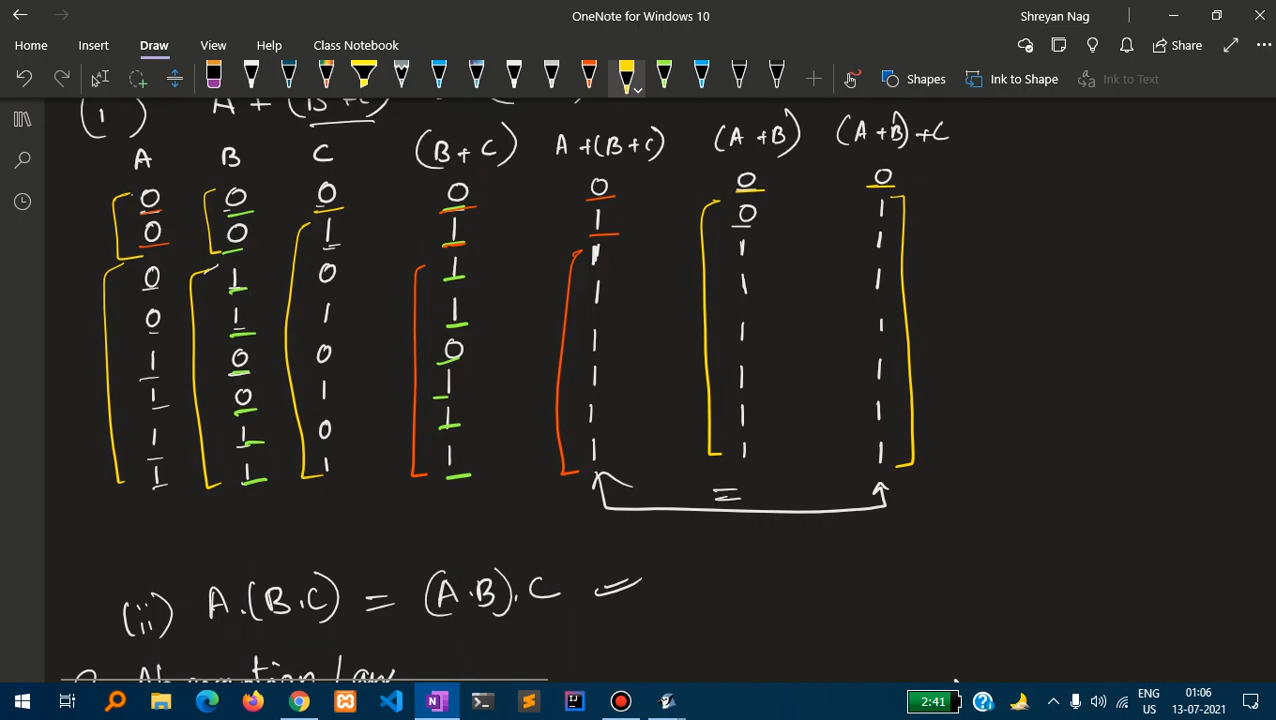 OneNote for Windows 10
Shreyan Nag
Home Insert Draw View Help Class Notebook Share
Shapes Ink to Shape Ink to Text
(i) A + (B + C)
A B C (B + C) A +(B + C) (A + B) (A + B) + C
0 0 0 0 0 0 0
0 0 1 1 1 0 1
0 1 0 1 1 1 1
0 1 1 1 1 1 1
1 0 0 0 1 1 1
1 0 1 1 1 1 1
1 1 0 1 1 1 1
1 1 1 1 1 1 1
=
(ii) A.(B.C) = (A.B).C
Absorption Law
2:41
ENG
US
01:06
13-07-2021